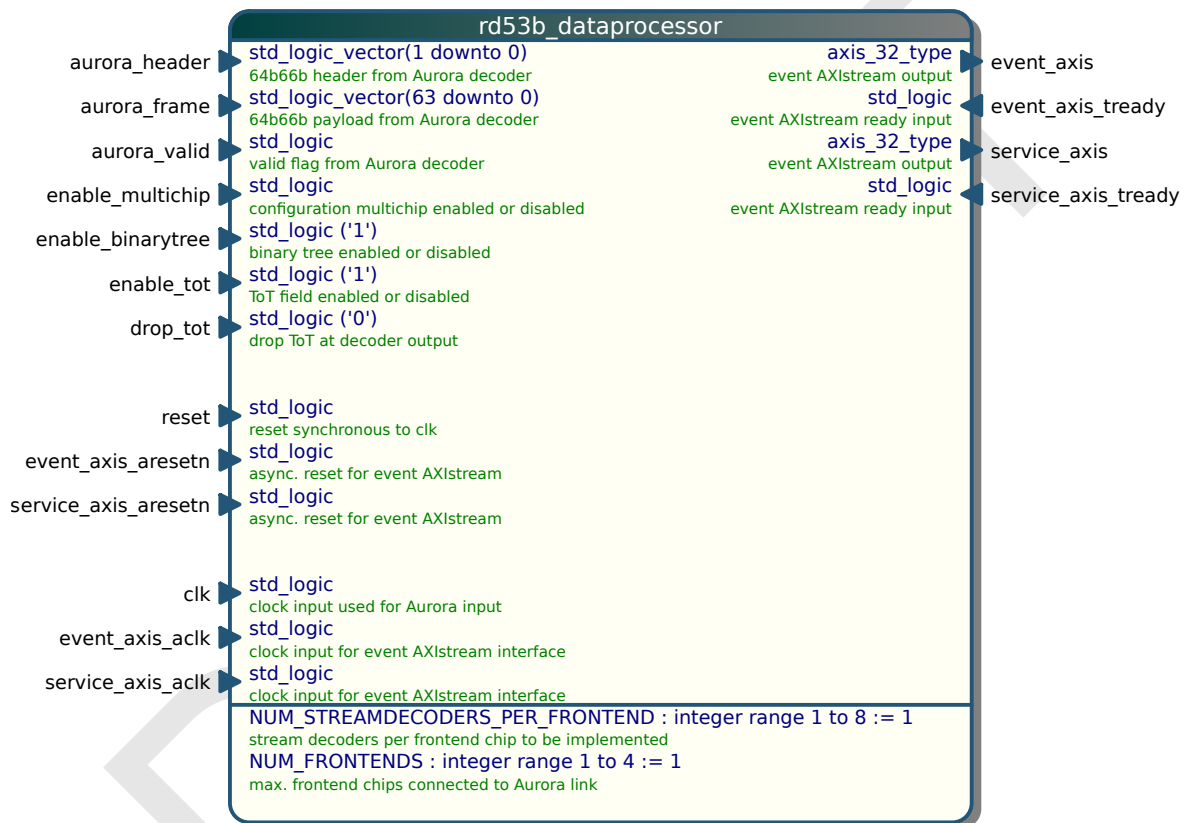 rd53b_dataprocessor
aurora_header
std_logic_vector(1 downto 0)
64b66b header from Aurora decoder
aurora_frame
std_logic_vector(63 downto 0)
64b66b payload from Aurora decoder
aurora_valid
std_logic
valid flag from Aurora decoder
enable_multichip
std_logic
configuration multichip enabled or disabled
enable_binarytree
std_logic ('1')
binary tree enabled or disabled
enable_tot
std_logic ('1')
ToT field enabled or disabled
drop_tot
std_logic ('0')
drop ToT at decoder output
reset
std_logic
reset synchronous to clk
event_axis_aresetn
std_logic
async. reset for event AXIstream
service_axis_aresetn
std_logic
async. reset for event AXIstream
clk
std_logic
clock input used for Aurora input
event_axis_aclk
std_logic
clock input for event AXIstream interface
service_axis_aclk
std_logic
clock input for event AXIstream interface
axis_32_type
event AXIstream output
event_axis
std_logic
event AXIstream ready input
event_axis_tready
axis_32_type
event AXIstream output
service_axis
std_logic
event AXIstream ready input
service_axis_tready
NUM_STREAMDECODERS_PER_FRONTEND : integer range 1 to 8 := 1
stream decoders per frontend chip to be implemented
NUM_FRONTENDS : integer range 1 to 4 := 1
max. frontend chips connected to Aurora link